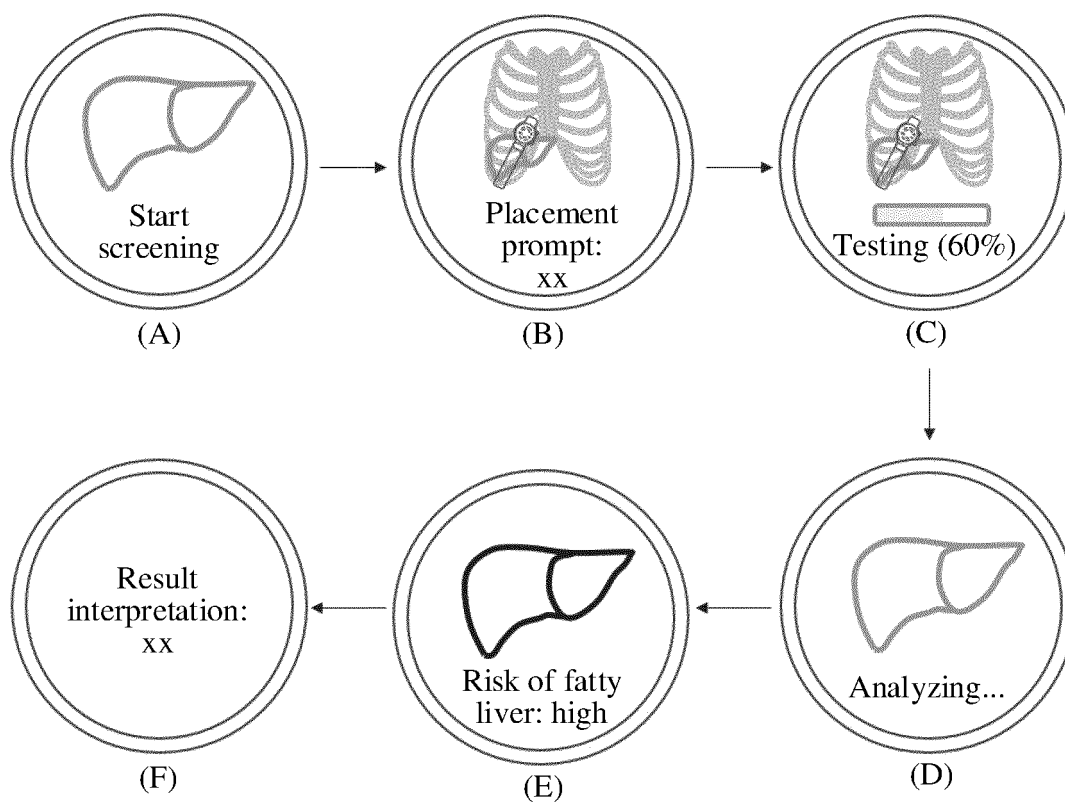 Start
screening
(A)
Placement
prompt:
xx
(B)
Testing (60%)
(C)
Analyzing...
(D)
Risk of fatty
liver: high
(E)
Result
interpretation:
xx
(F)